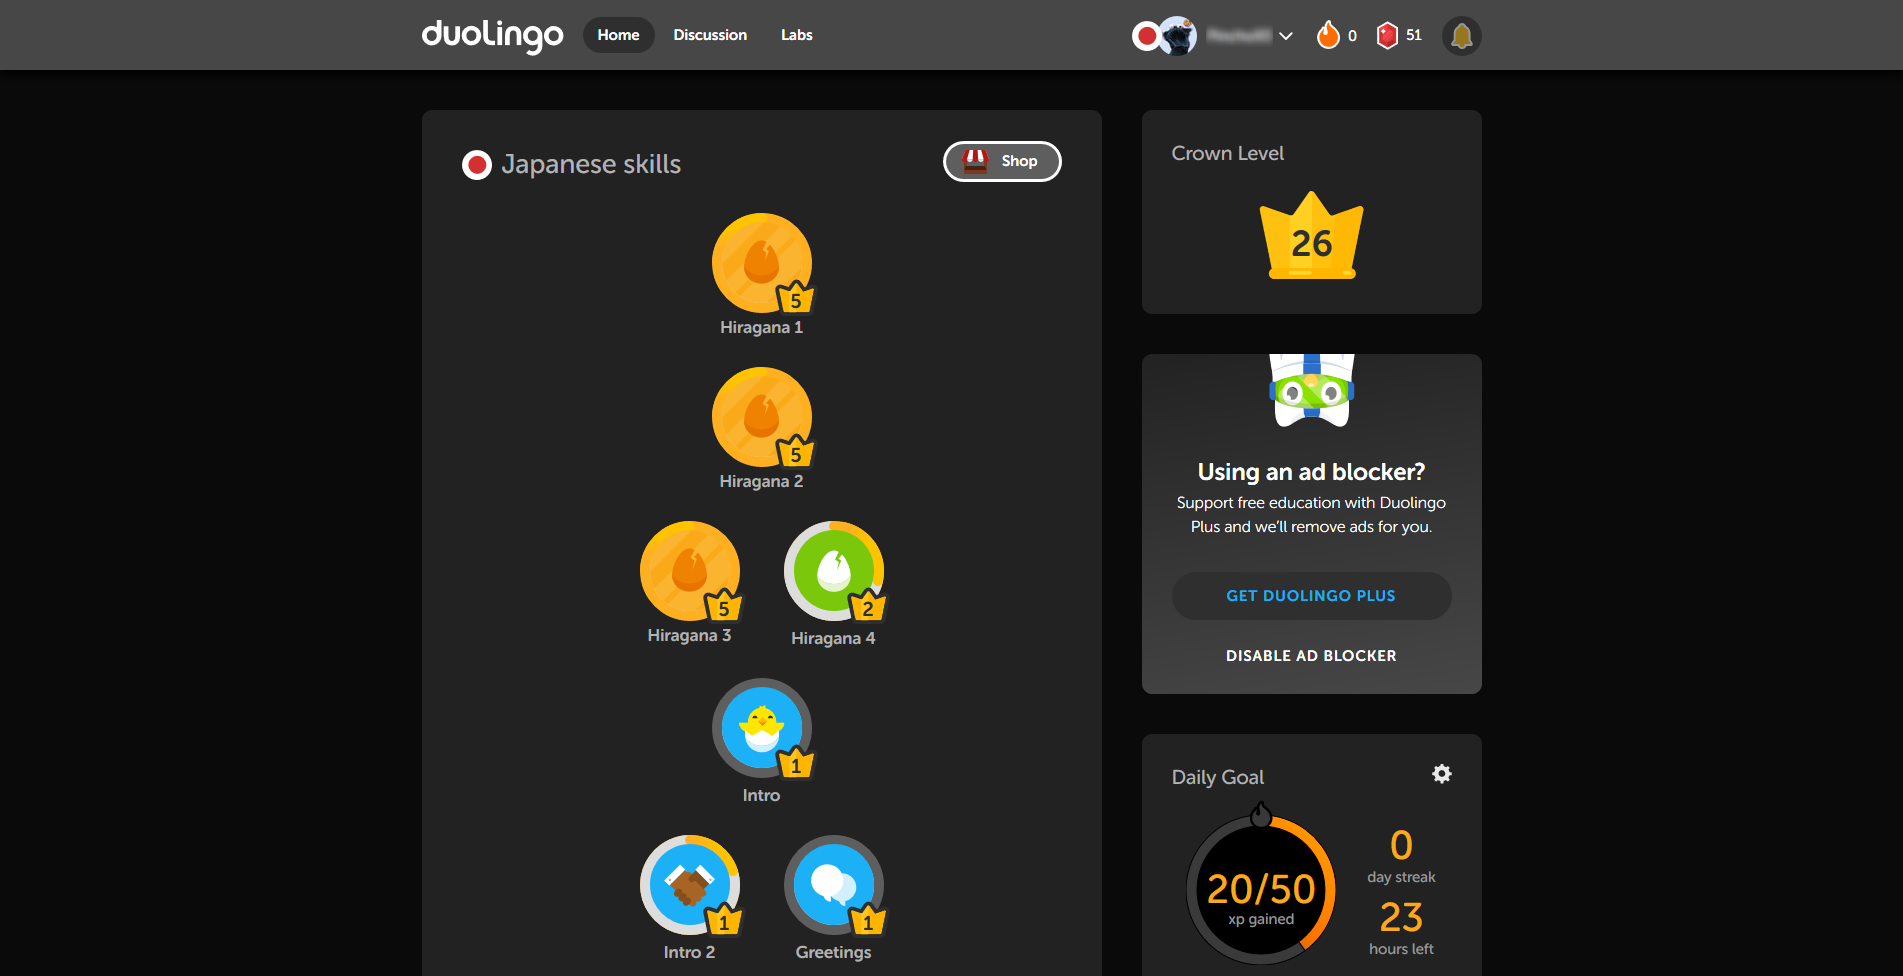 duolingo
Home
Discussion
Labs
0
51
Japanese skills
Shop
5
Hiragana 1
5
Hiragana 2
5
Hiragana 3
2
Hiragana 4
1
Intro
1
Intro 2
1
Greetings
Crown Level
26
Using an ad blocker?
Support free education with Duolingo
Plus and we'll remove ads for you.
GET DUOLINGO PLUS
DISABLE AD BLOCKER
Daily Goal
20/50
xp gained
0
day streak
23
hours left